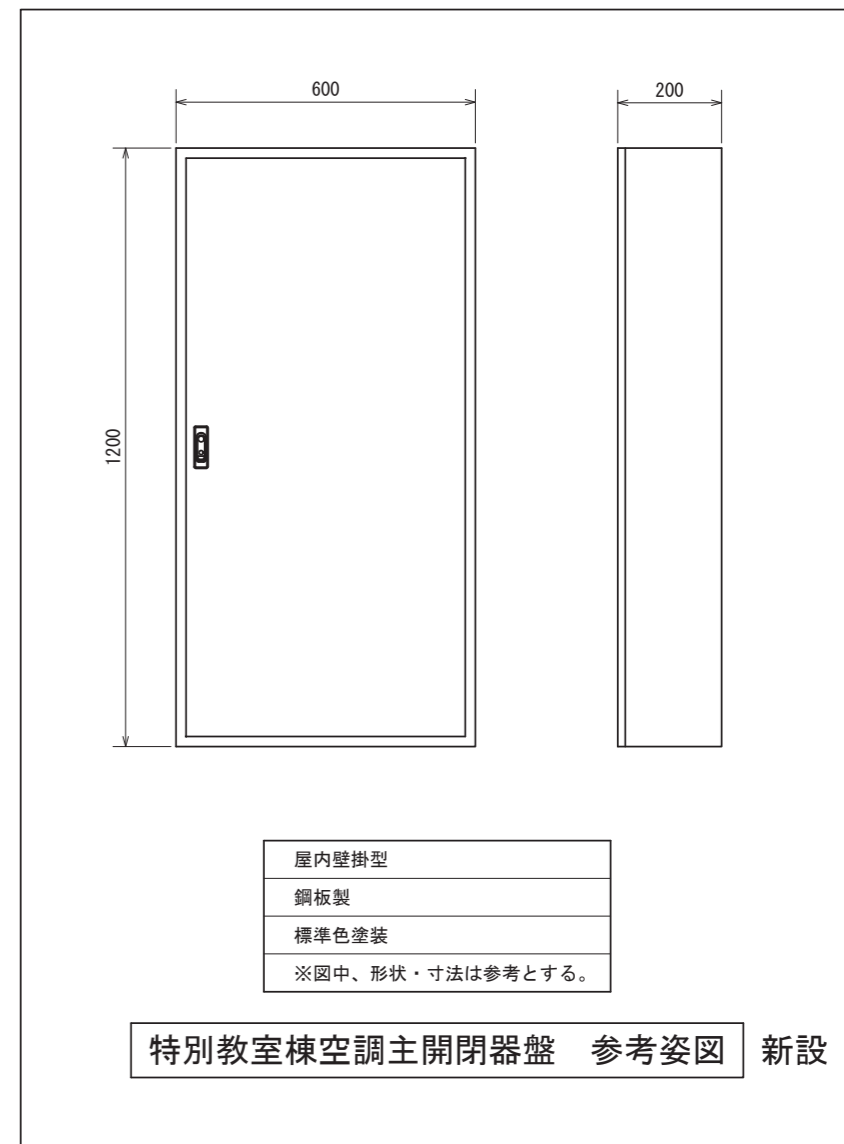 600
200
1200
屋内壁掛型
鋼板製
標準色塗装
※図中、形状・寸法は参考とする。
特別教室棟空調主開閉器盤　参考姿図 新設